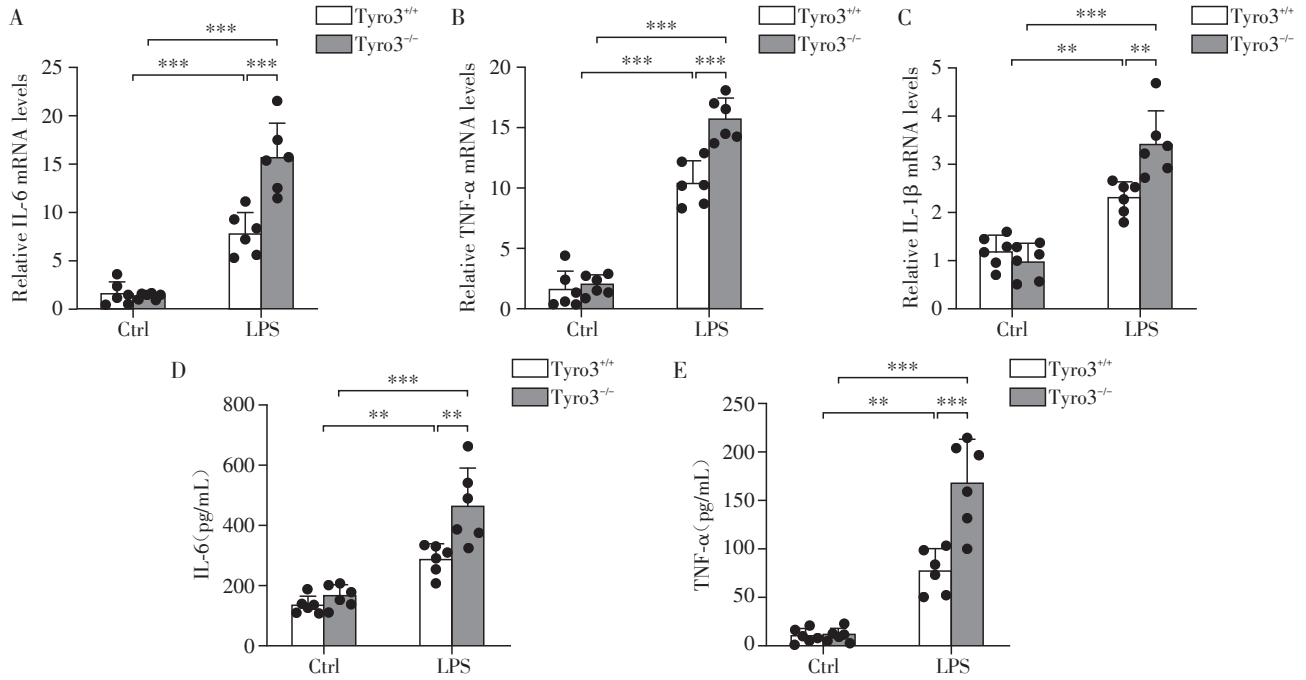 A
Tyro3+/+
Tyro3−/−
***
***
***
Relative IL-6 mRNA levels
25
20
15
10
5
0
Ctrl
LPS
B
Tyro3+/+
Tyro3−/−
***
***
***
Relative TNF-α mRNA levels
20
15
10
5
0
Ctrl
LPS
C
Tyro3+/+
Tyro3−/−
***
**
**
Relative IL-1β mRNA levels
5
4
3
2
1
0
Ctrl
LPS
D
Tyro3+/+
Tyro3−/−
***
**
**
IL-6(pg/mL)
800
600
400
200
0
Ctrl
LPS
E
Tyro3+/+
Tyro3−/−
***
**
***
TNF-α(pg/mL)
250
200
150
100
50
0
Ctrl
LPS